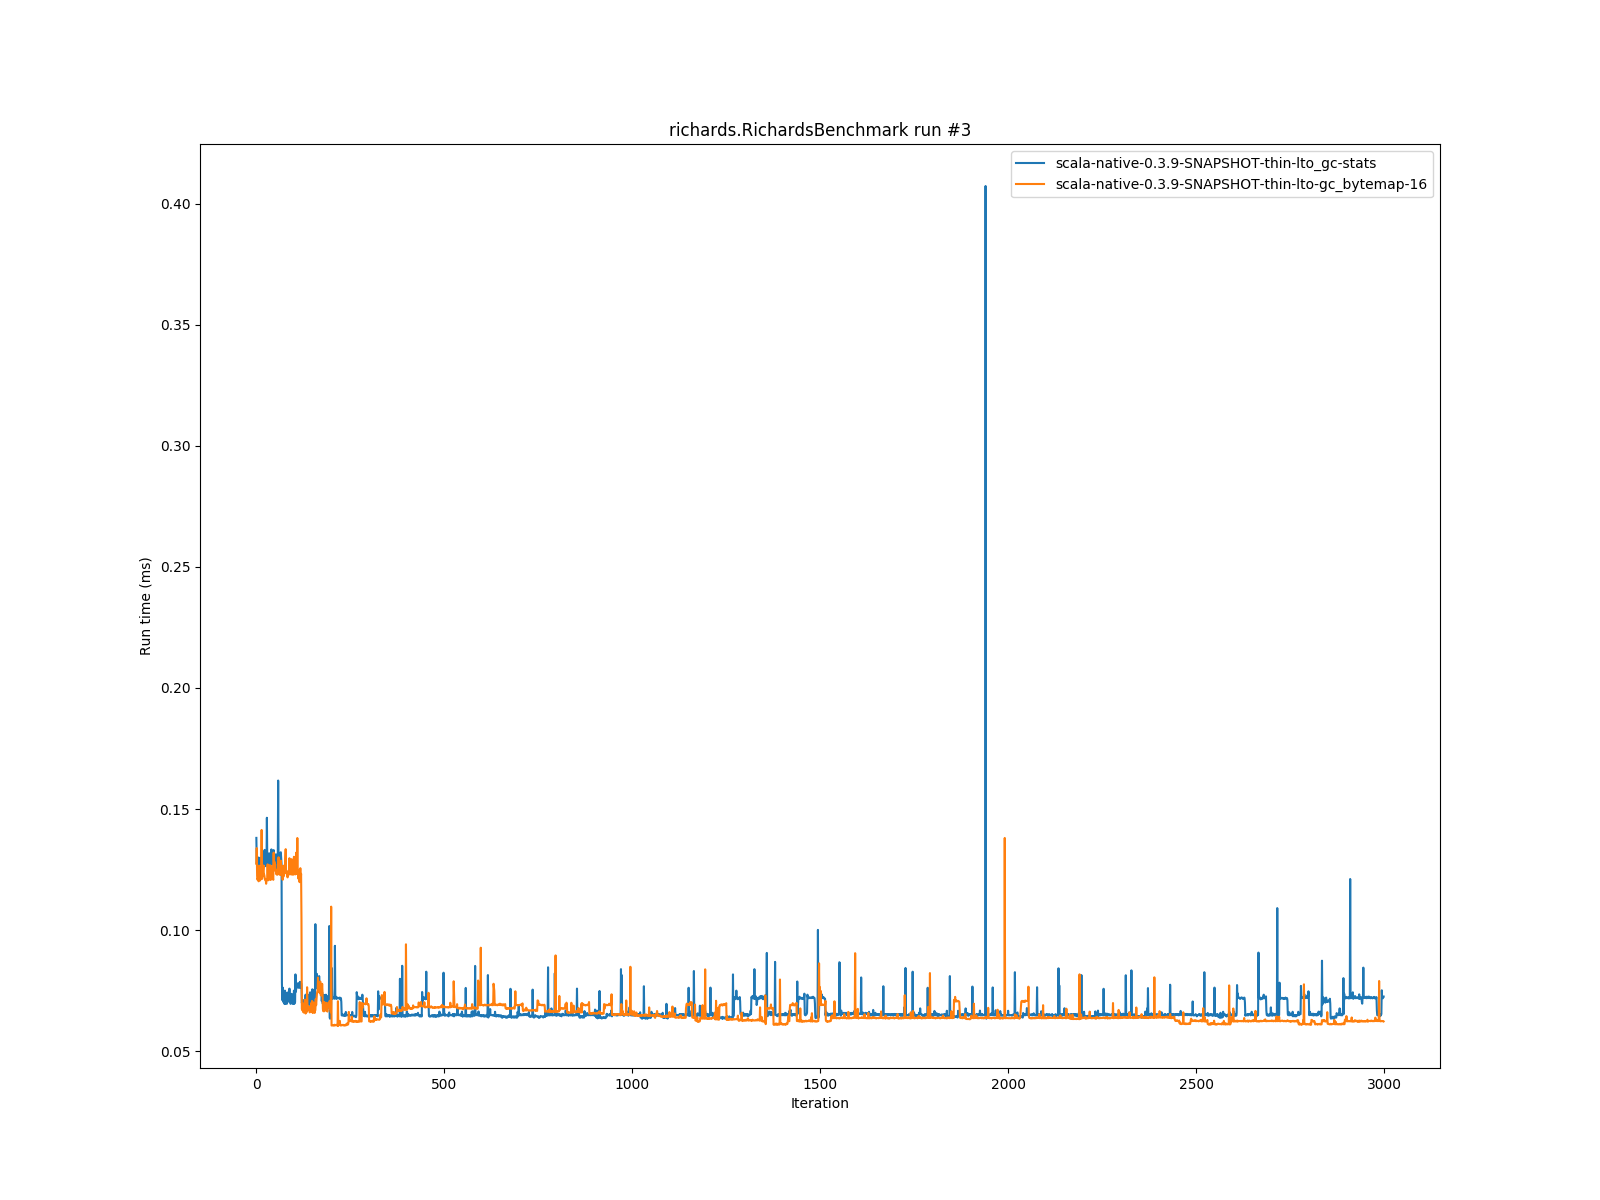 richards.RichardsBenchmark run #3
scala-native-0.3.9-SNAPSHOT-thin-lto_gc-stats
scala-native-0.3.9-SNAPSHOT-thin-lto-gc_bytemap-16
0.40
0.35
0.30
0.25
0.20
0.15
0.10
0.05
Run time (ms)
0 500 1000 1500 2000 2500 3000
Iteration